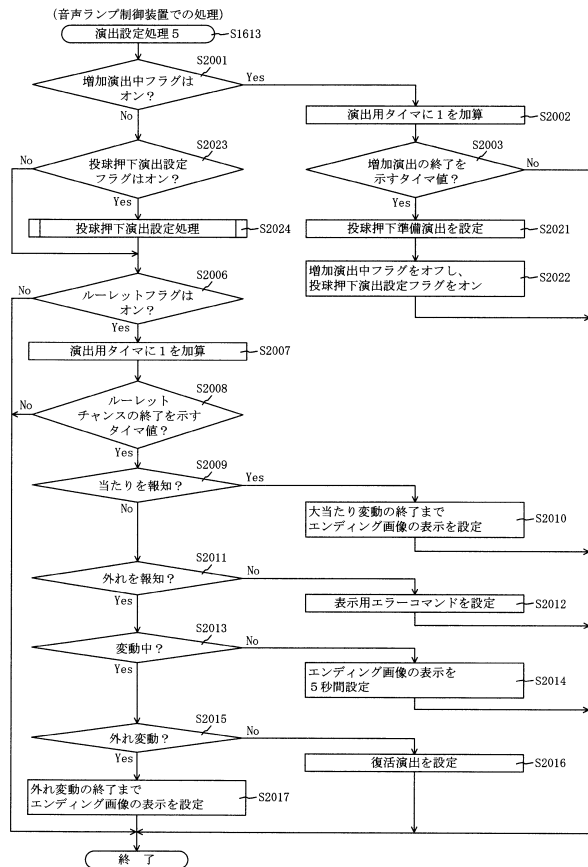 (音声ランプ制御装置での処理)
演出設定処理5
S1613
S2001
増加演出中フラグは
オン?
Yes
No
演出用タイマに1を加算
S2002
S2023
投球押下演出設定
フラグはオン?
No
Yes
S2003
増加演出の終了を
示すタイマ値?
No
Yes
投球押下演出設定処理
S2024
投球押下準備演出を設定
S2021
増加演出中フラグをオフし、
投球押下演出設定フラグをオン
S2022
S2006
ルーレットフラグは
オン?
No
Yes
演出用タイマに1を加算
S2007
S2008
ルーレット
チャンスの終了を示す
タイマ値?
No
Yes
S2009
当たりを報知?
Yes
No
大当たり変動の終了まで
エンディング画像の表示を設定
S2010
S2011
外れを報知?
No
Yes
表示用エラーコマンドを設定
S2012
S2013
変動中?
No
Yes
エンディング画像の表示を
5秒間設定
S2014
S2015
外れ変動?
No
Yes
復活演出を設定
S2016
外れ変動の終了まで
エンディング画像の表示を設定
S2017
終 了